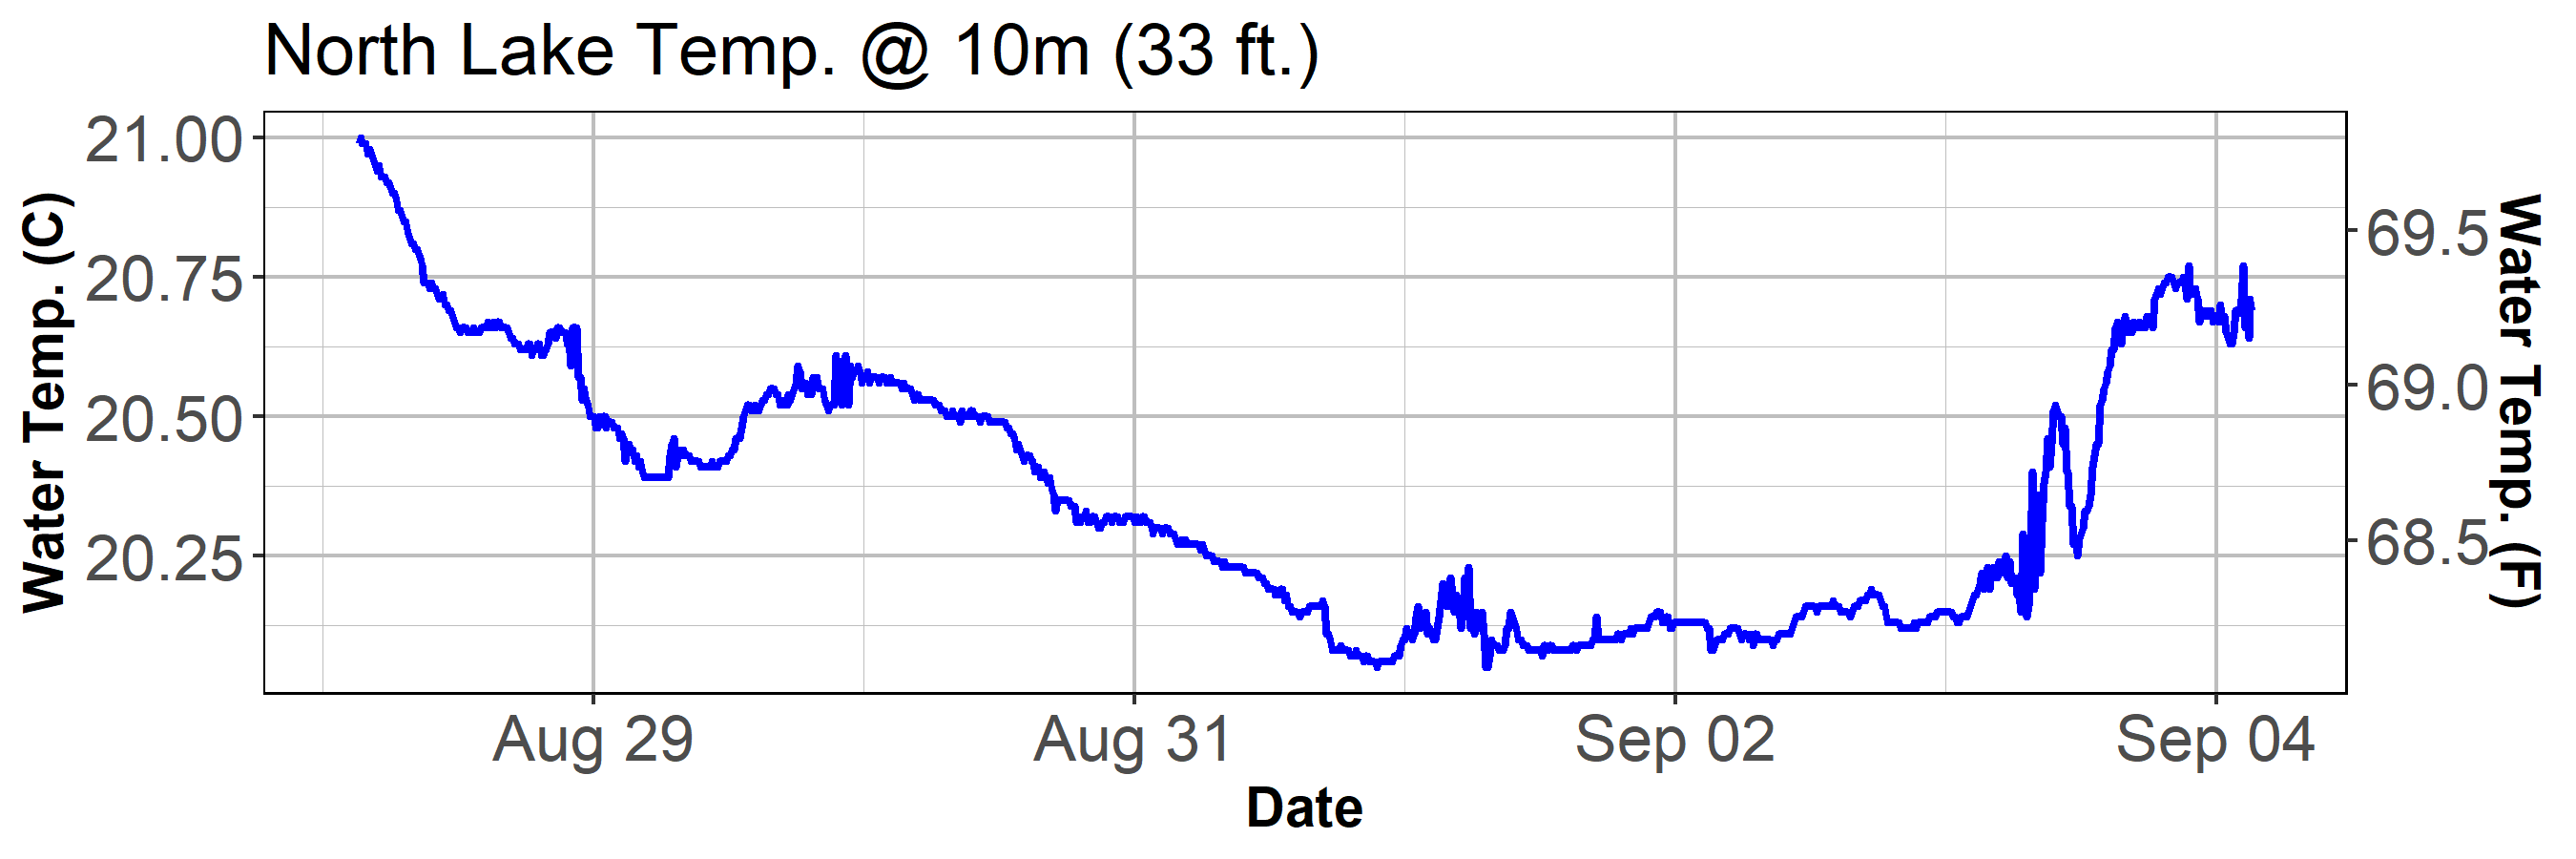 North Lake Temp. @ 10m (33 ft.)
Water Temp. (C)
21.00
20.75
20.50
20.25
69.5
69.0
68.5
Water Temp. (F)
Aug 29
Aug 31
Sep 02
Sep 04
Date